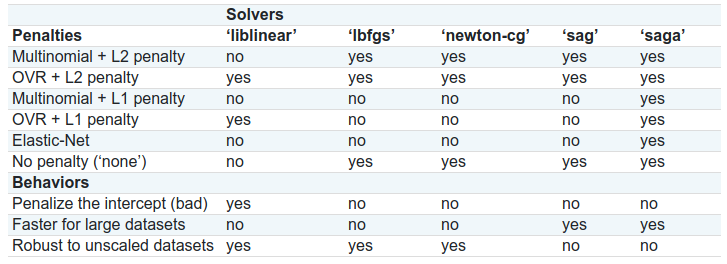 Solvers
Penalties ‘liblinear’ ‘lbfgs’ ‘newton-cg’ ‘sag’ ‘saga’
Multinomial + L2 penalty no yes yes yes yes
OVR + L2 penalty yes yes yes yes yes
Multinomial + L1 penalty no no no no yes
OVR + L1 penalty yes no no no yes
Elastic-Net no no no no yes
No penalty (‘none’) no yes yes yes yes
Behaviors
Penalize the intercept (bad) yes no no no no
Faster for large datasets no no no yes yes
Robust to unscaled datasets yes yes yes no no